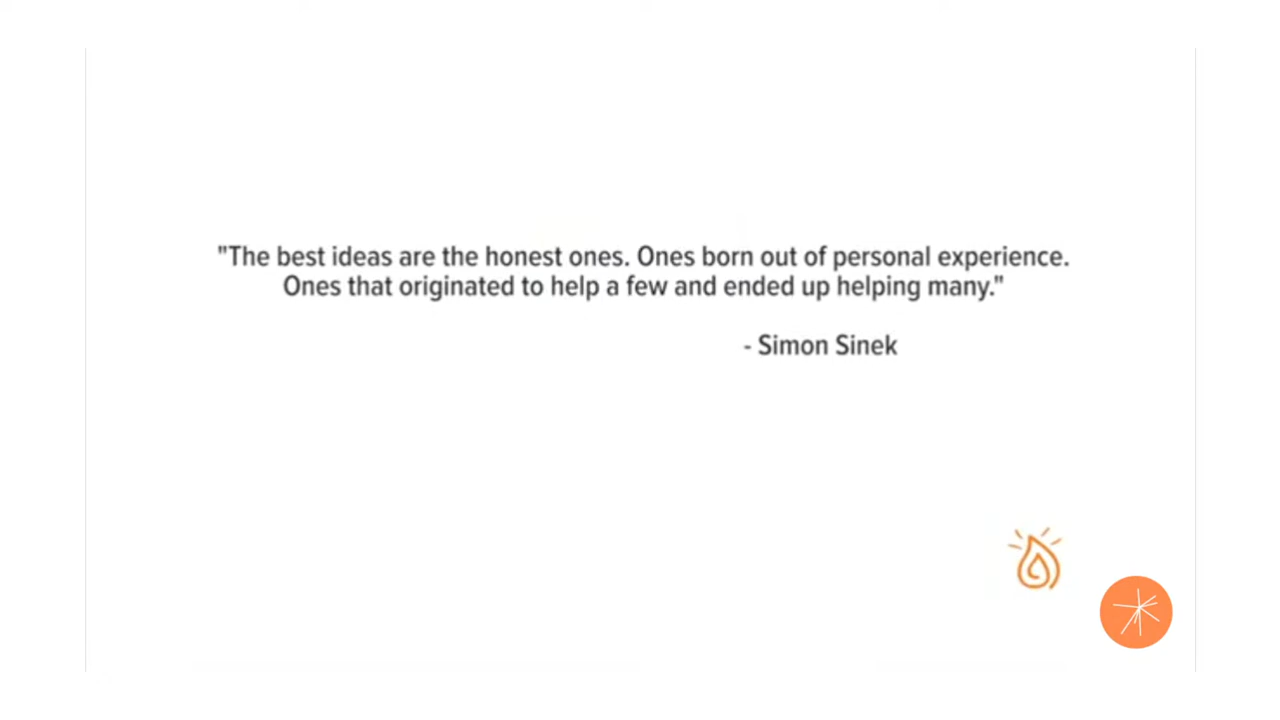 "The best ideas are the honest ones. Ones born out of personal experience.
Ones that originated to help a few and ended up helping many."
- Simon Sinek